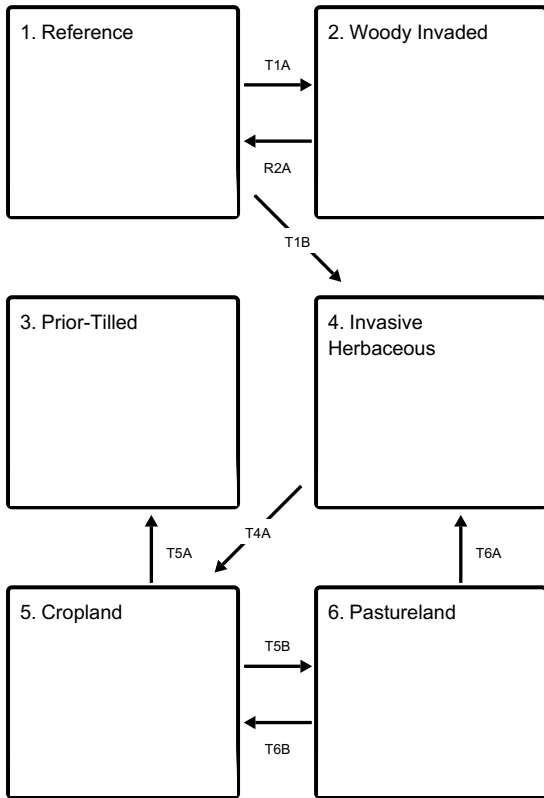 1. Reference
2. Woody Invaded
T1A
R2A
T1B
3. Prior-Tilled
4. Invasive
Herbaceous
T4A
T5A
T6A
5. Cropland
6. Pastureland
T5B
T6B